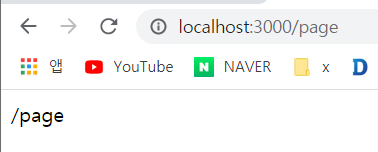 localhost:3000/page
앱 YouTube N NAVER x D
/page